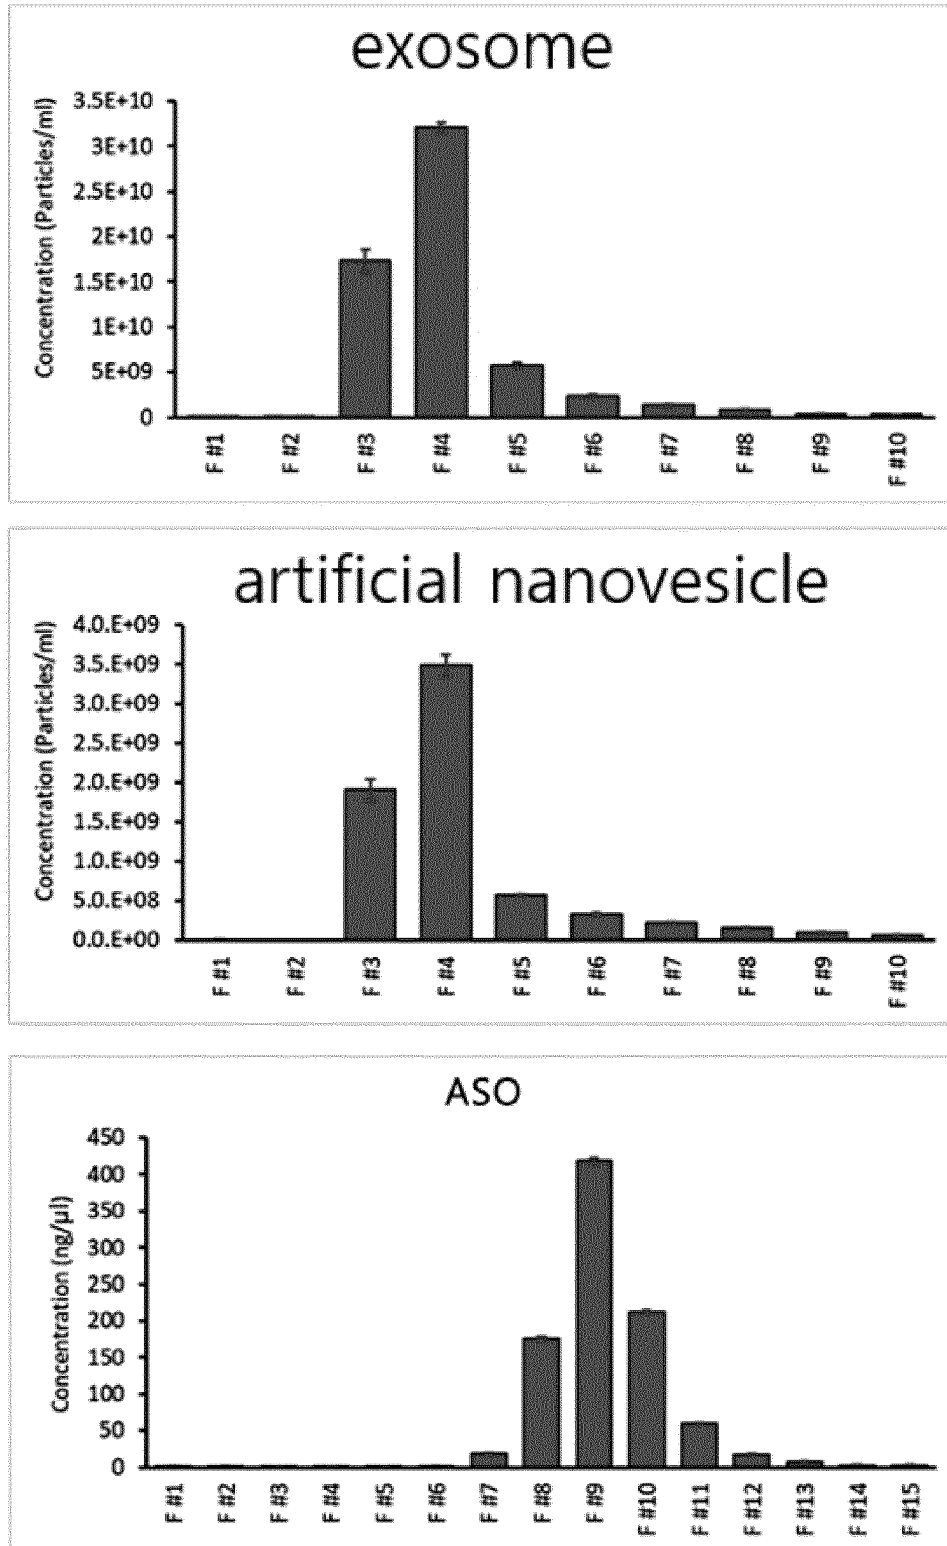 exosome
Concentration (Particles/ml)
3.5E+10
3E+10
2.5E+10
2E+10
1.5E+10
1E+10
5E+09
0
F #1
F #2
F #3
F #4
F #5
F #6
F #7
F #8
F #9
F #10
artificial nanovesicle
Concentration (Particles/ml)
4.0.E+09
3.5.E+09
3.0.E+09
2.5.E+09
2.0.E+09
1.5.E+09
1.0.E+09
5.0.E+08
0.0.E+00
F #1
F #2
F #3
F #4
F #5
F #6
F #7
F #8
F #9
F #10
ASO
Concentration (ng/µl)
450
400
350
300
250
200
150
100
50
0
F #1
F #2
F #3
F #4
F #5
F #6
F #7
F #8
F #9
F #10
F #11
F #12
F #13
F #14
F #15